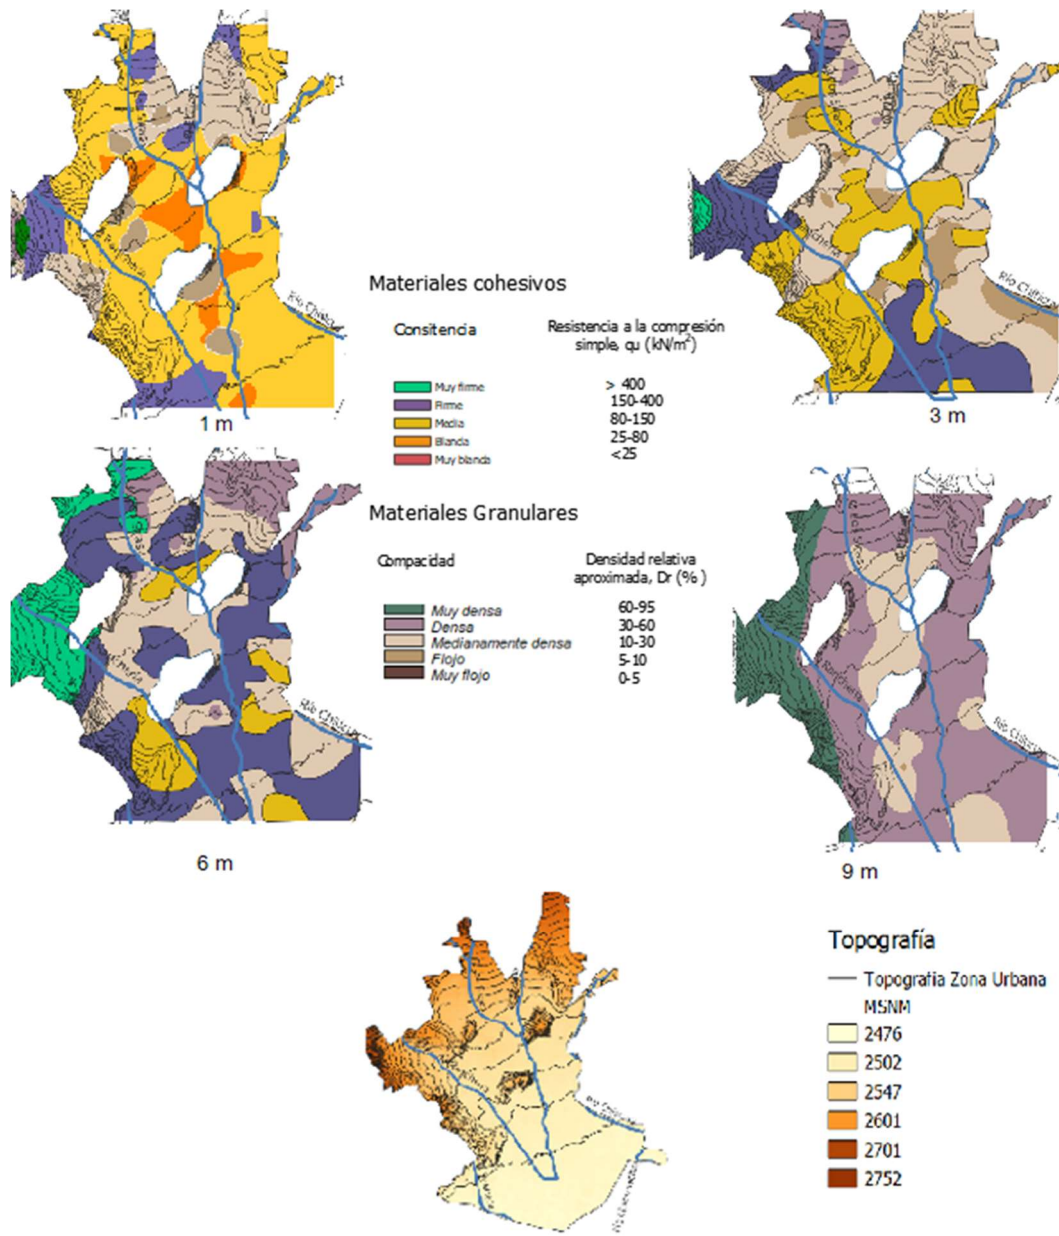 Materiales cohesivos
Consitencia
Resistencia a la compresión
simple, qu (kN/m²)
Muy firme
> 400
Firme
150-400
Media
80-150
Blanda
25-80
Muy blanda
<25
1 m
3 m
Materiales Granulares
Compacidad
Densidad relativa
aproximada, Dr (%)
Muy densa
60-95
Densa
30-60
Medianamente densa
10-30
Flojo
5-10
Muy flojo
0-5
6 m
9 m
Topografía
Topografia Zona Urbana
MSNM
2476
2502
2547
2601
2701
2752